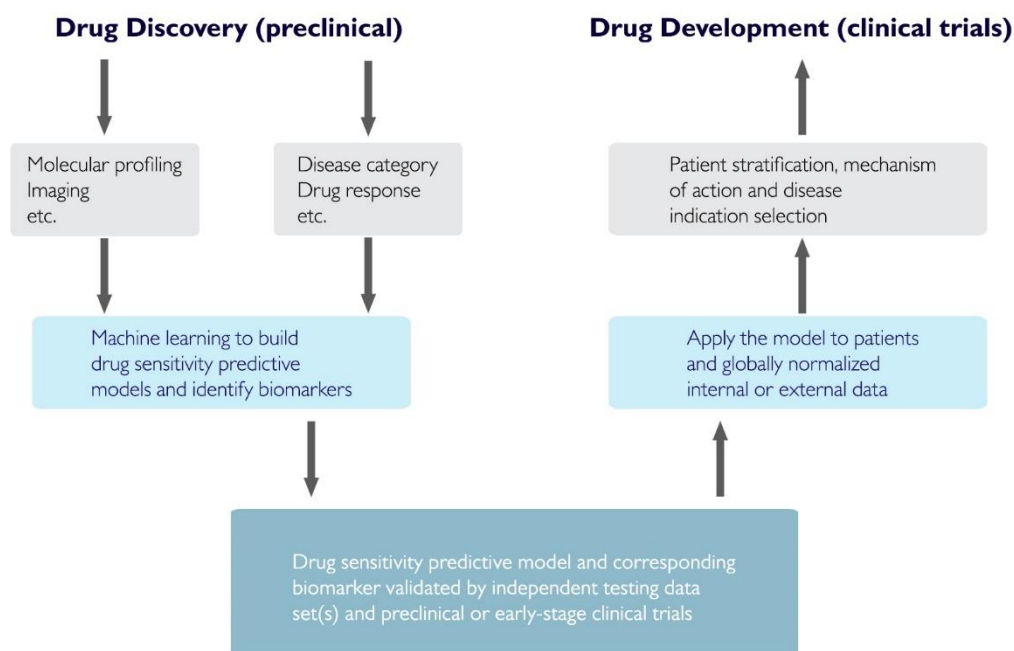 Drug Discovery (preclinical)
Drug Development (clinical trials)
Molecular profiling
Imaging
etc.
Disease category
Drug response
etc.
Patient stratification, mechanism
of action and disease
indication selection
Machine learning to build
drug sensitivity predictive
models and identify biomarkers
Apply the model to patients
and globally normalized
internal or external data
Drug sensitivity predictive model and corresponding
biomarker validated by independent testing data
set(s) and preclinical or early-stage clinical trials